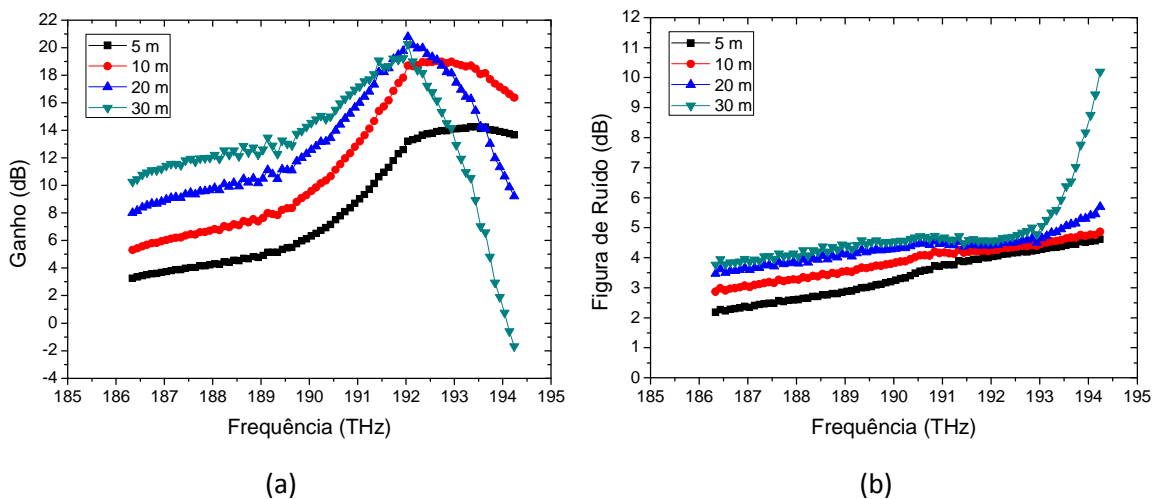 22
20
18
16
14
12
10
8
6
4
2
0
-2
-4
Ganho (dB)
5 m
10 m
20 m
30 m
185 186 187 188 189 190 191 192 193 194 195
Frequência (THz)
(a)
12
11
10
9
8
7
6
5
4
3
2
1
0
Figura de Ruído (dB)
5 m
10 m
20 m
30 m
185 186 187 188 189 190 191 192 193 194 195
Frequência (THz)
(b)